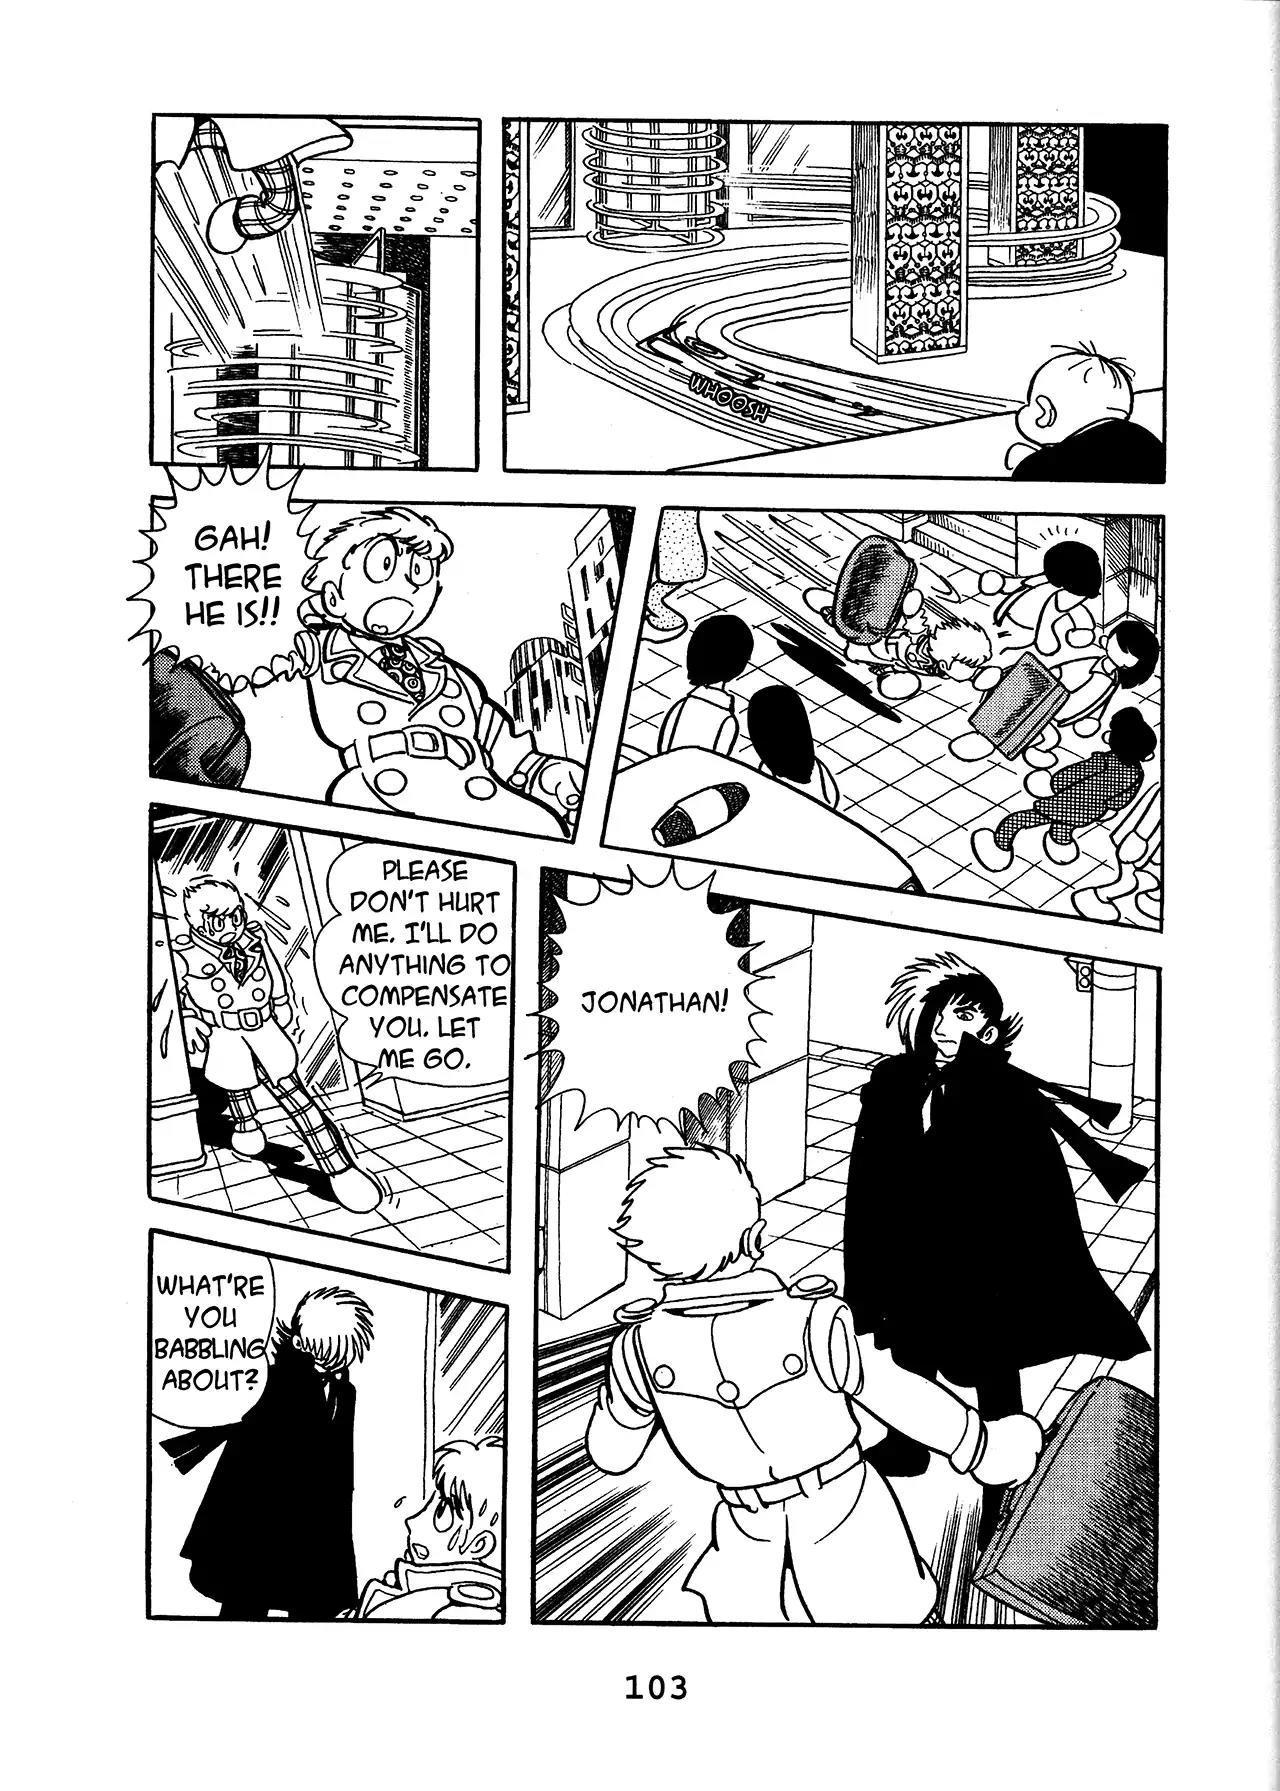 WHOOSH
GAH!
THERE
HE IS!!
JONATHAN!
PLEASE
DON'T HURT
ME. I'LL DO
ANYTHING TO
COMPENSATE
YOU. LET
ME GO.
WHAT'RE
YOU
BABBLING
ABOUT?
103